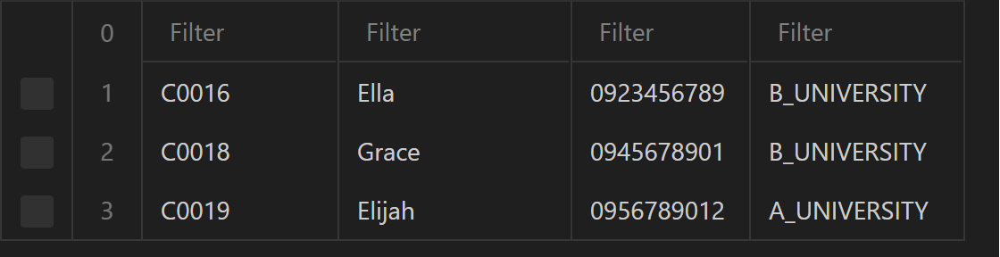 0 Filter Filter Filter Filter
1 C0016 Ella 0923456789 B_UNIVERSITY
2 C0018 Grace 0945678901 B_UNIVERSITY
3 C0019 Elijah 0956789012 A_UNIVERSITY